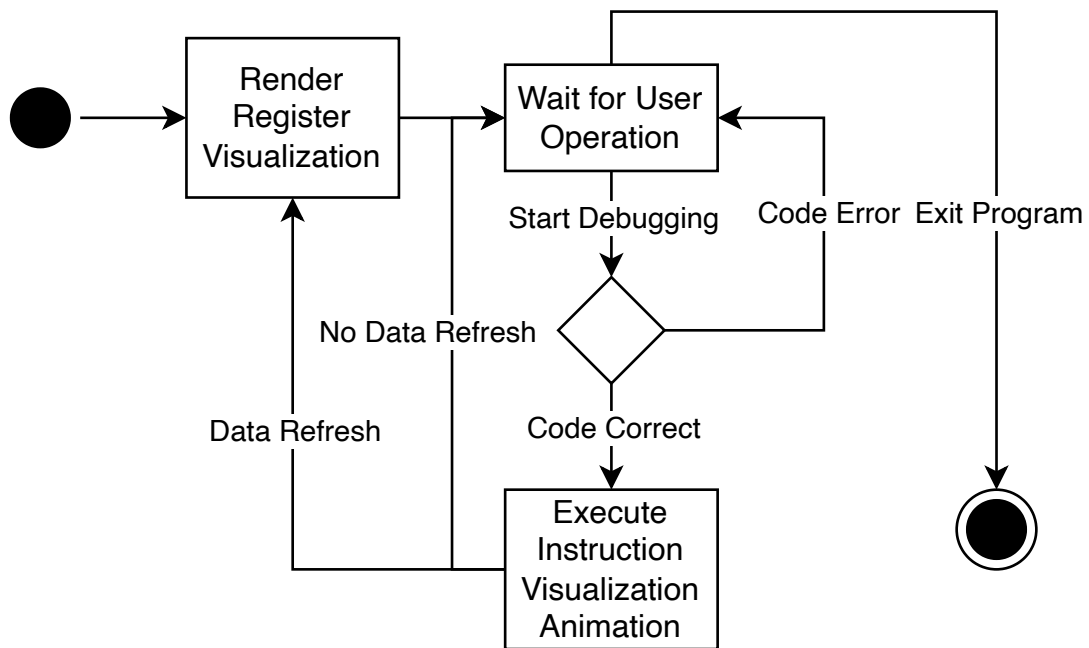 Render
Register
Visualization
Wait for User
Operation
Start Debugging
Code Error
Exit Program
No Data Refresh
Data Refresh
Code Correct
Execute
Instruction
Visualization
Animation